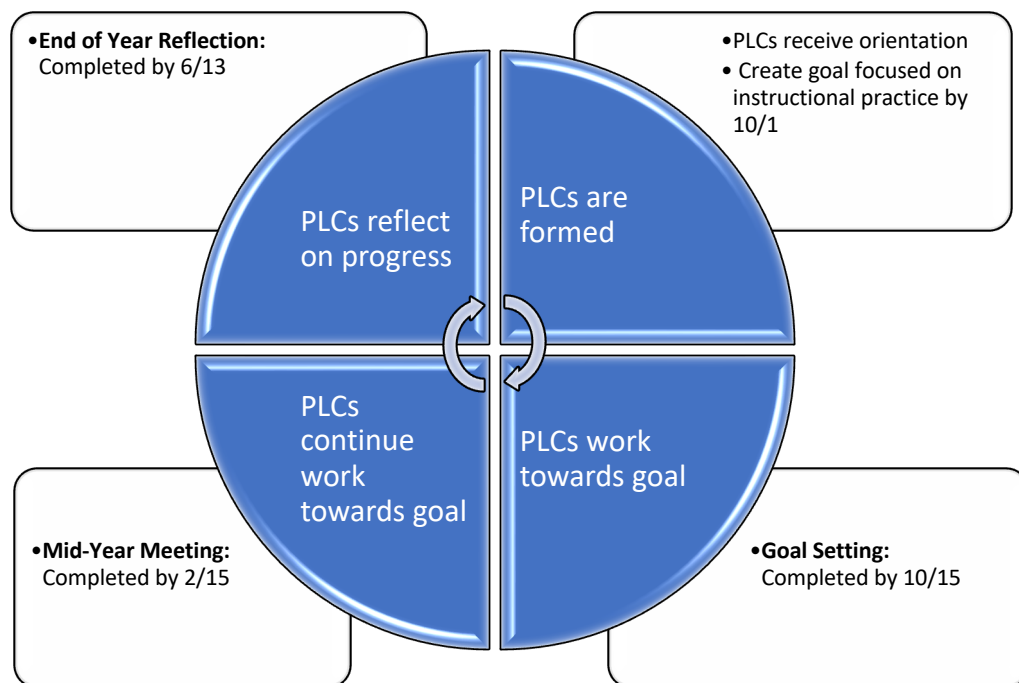 •End of Year Reflection:
Completed by 6/13
•PLCs receive orientation
• Create goal focused on
instructional practice by
10/1
PLCs reflect
on progress
PLCs are
formed
PLCs
continue
work
towards goal
PLCs work
towards goal
•Mid-Year Meeting:
Completed by 2/15
•Goal Setting:
Completed by 10/15